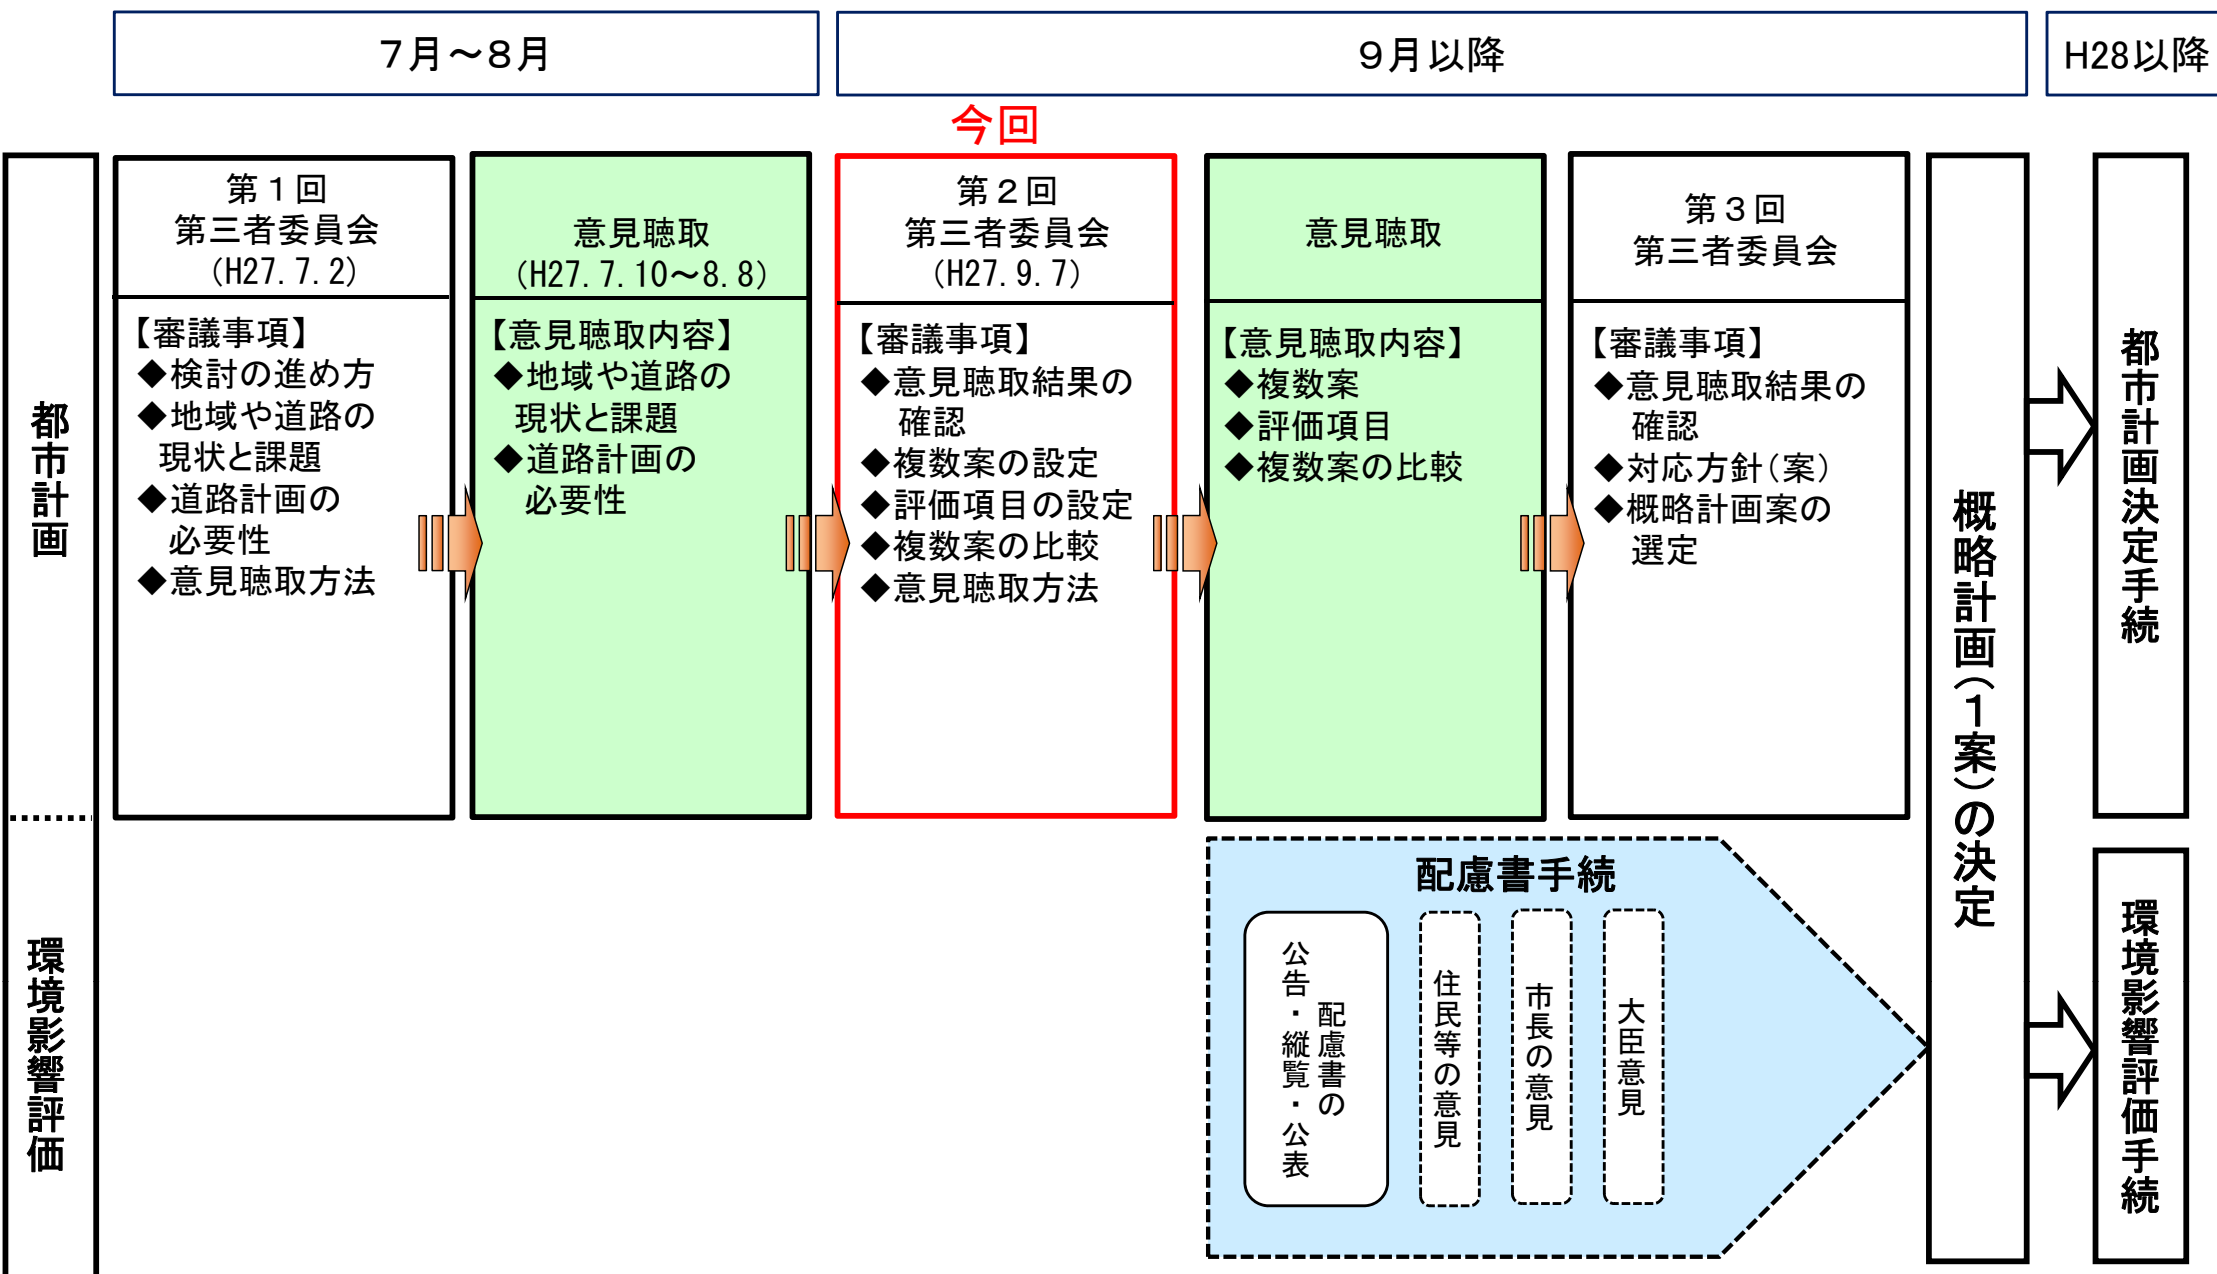 7月～8月
9月以降
H28以降
今回
都市計画
第1回
第三者委員会
(H27.7.2)
【審議事項】
◆検討の進め方
◆地域や道路の
現状と課題
◆道路計画の
必要性
◆意見聴取方法
意見聴取
(H27.7.10～8.8)
【意見聴取内容】
◆地域や道路の
現状と課題
◆道路計画の
必要性
第2回
第三者委員会
(H27.9.7)
【審議事項】
◆意見聴取結果の
確認
◆複数案の設定
◆評価項目の設定
◆複数案の比較
◆意見聴取方法
意見聴取
【意見聴取内容】
◆複数案
◆評価項目
◆複数案の比較
第3回
第三者委員会
【審議事項】
◆意見聴取結果の
確認
◆対応方針(案)
◆概略計画案の
選定
概略計画(1案)の決定
都市計画決定手続
環境影響評価
配慮書手続
配慮書の
公告・縦覧・公表
住民等の意見
市長の意見
大臣意見
環境影響評価手続